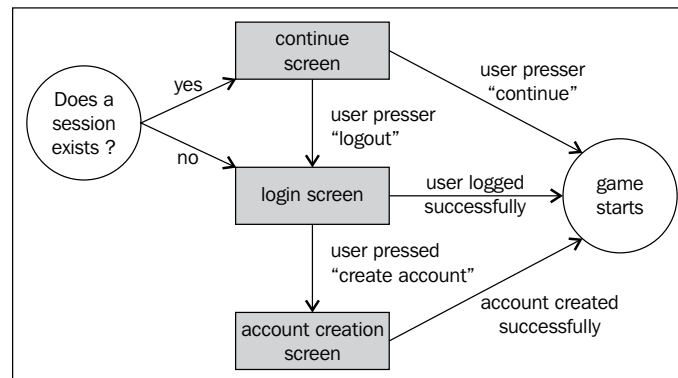 continue
screen
yes
user presser
“continue”
Does a
session
exists ?
user presser
“logout”
no
login screen
user logged
successfully
game
starts
user pressed
“create account”
account creation
screen
account created
successfully